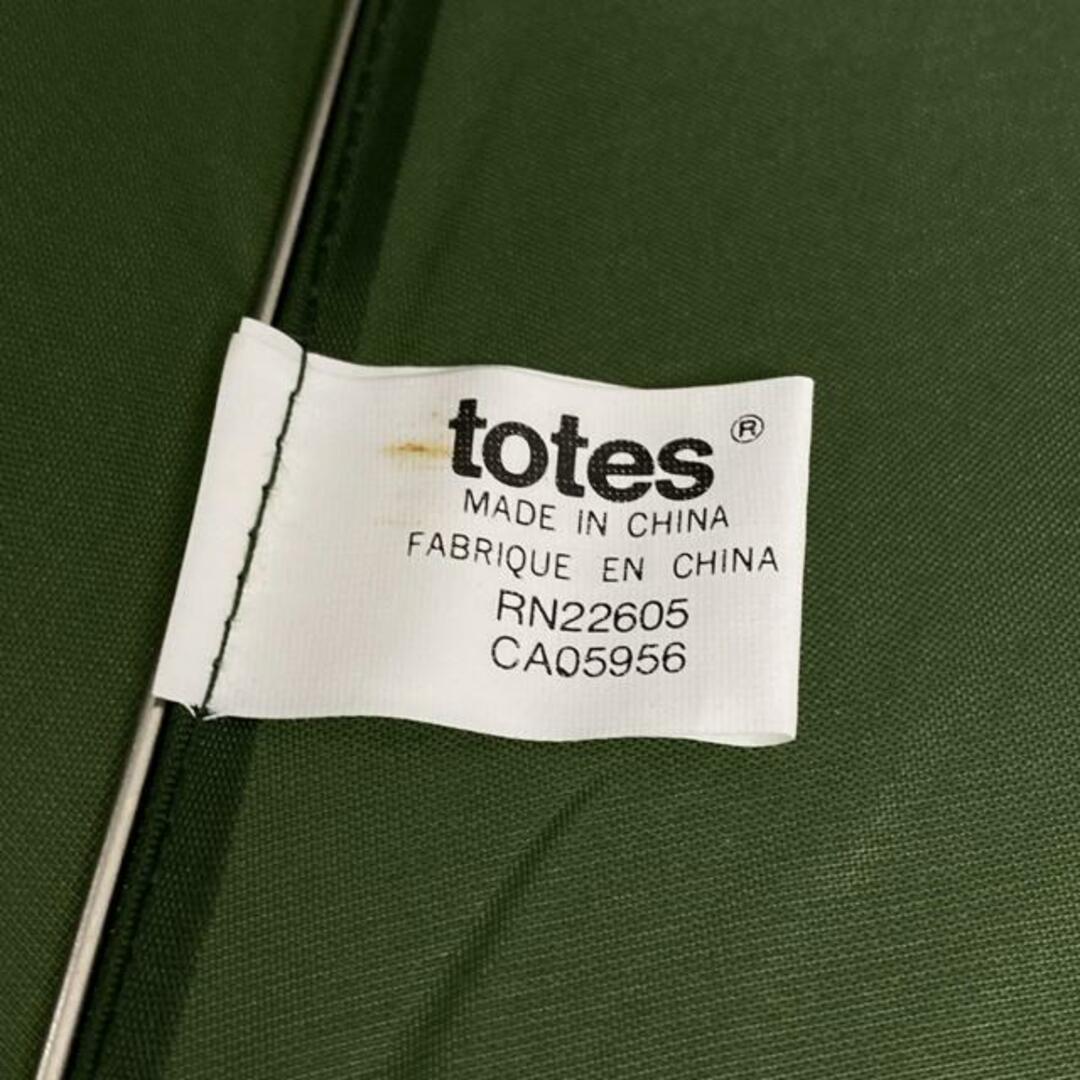 totes ®
MADE IN CHINA
FABRIQUE EN CHINA
RN22605
CA05956